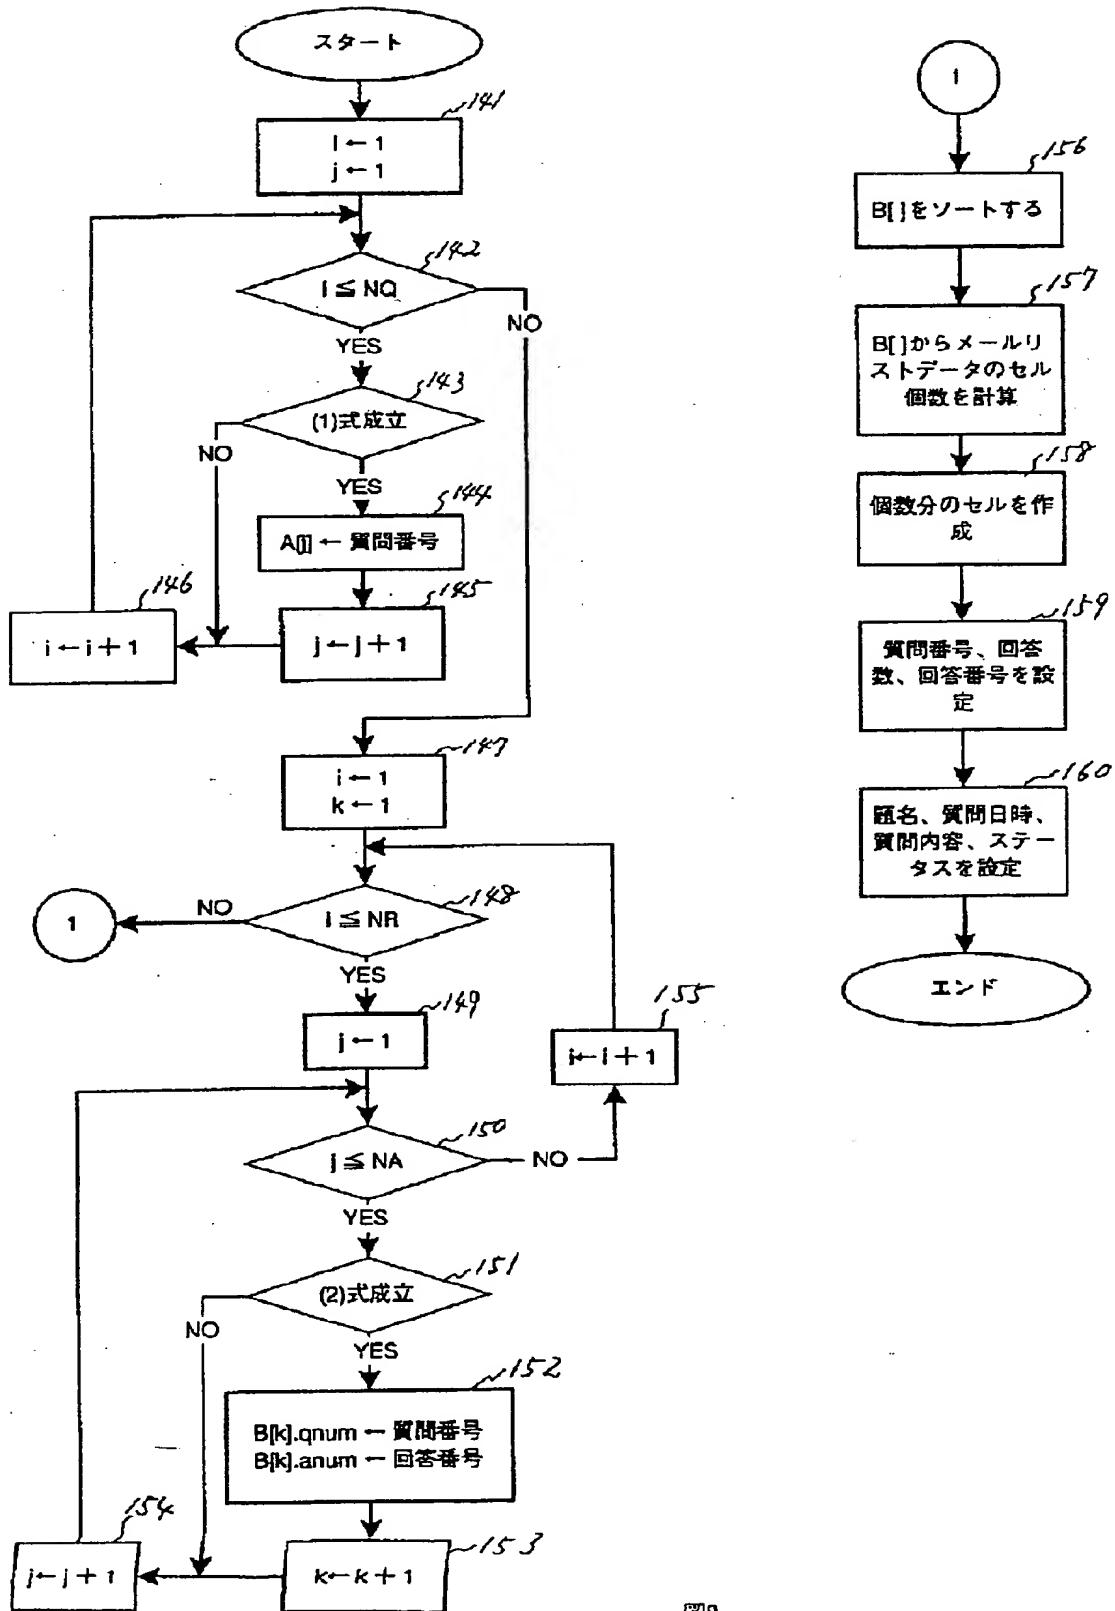 スタート
141
I ← 1
j ← 1
142
I ≦ NQ
NO
YES
143
(1)式成立
NO
YES
144
A[j] ← 質問番号
145
j ← j + 1
146
i ← i + 1
147
i ← 1
k ← 1
148
I ≦ NR
NO
1
YES
149
j ← 1
150
j ≦ NA
NO
155
i ← i + 1
YES
151
(2)式成立
NO
YES
152
B[k].qnum ← 質問番号
B[k].anum ← 回答番号
153
k ← k + 1
154
j ← j + 1
1
156
B[ ]をソートする
157
B[ ]からメールリ
ストデータのセル
個数を計算
158
個数分のセルを作
成
159
質問番号、回答
数、回答番号を設
定
160
題名、質問日時、
質問内容、ステー
タスを設定
エンド